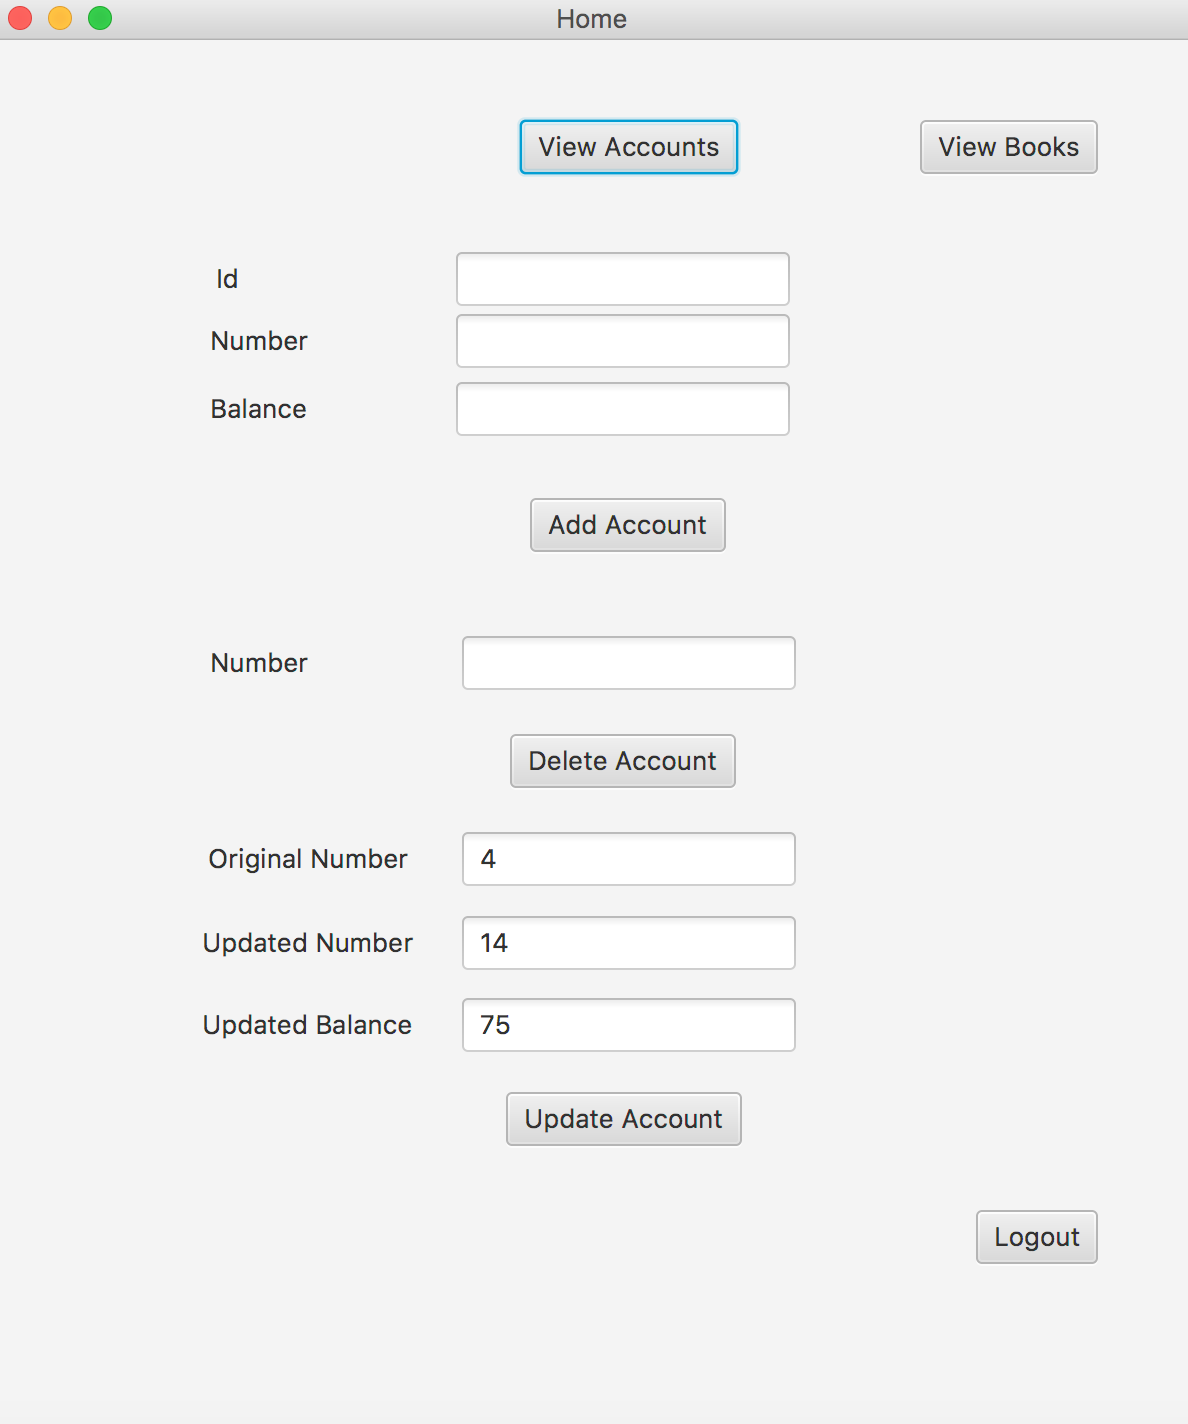 Home
View Accounts View Books
Id
Number
Balance
Add Account
Number
Delete Account
Original Number 4
Updated Number 14
Updated Balance 75
Update Account
Logout